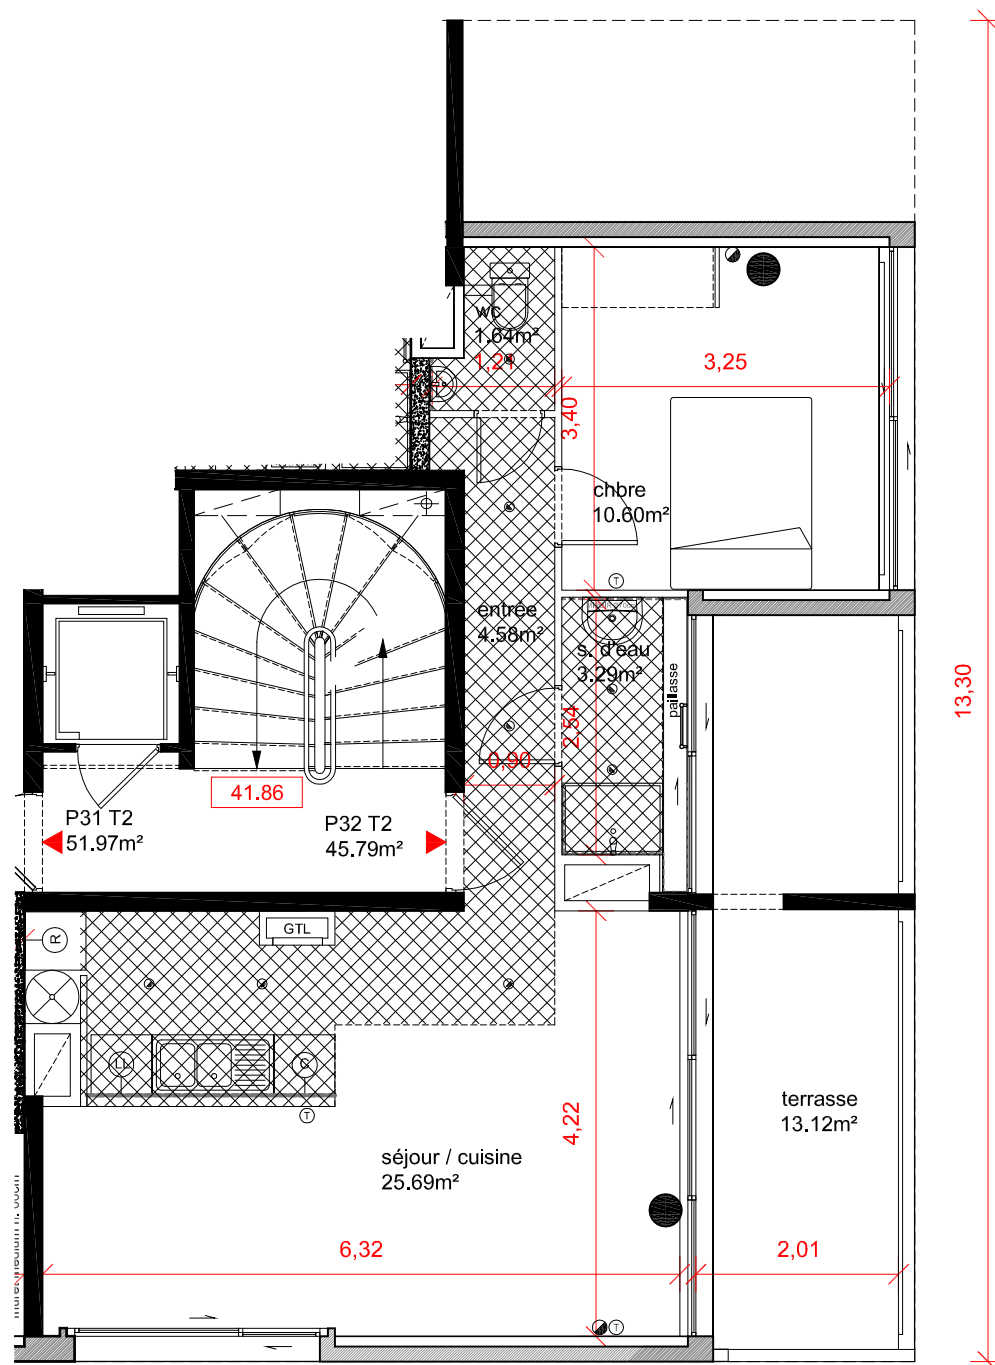 wc
1.64m²
1,21
3,25
3,40
chbre
10.60m²
T
entrée
4.58m²
s. d'eau
3.29m²
paillasse
13,30
2,54
0,90
41.86
P31 T2
51.97m²
P32 T2
45.79m²
GTL
R
LL
C
T
4,22
terrasse
13.12m²
séjour / cuisine
25.69m²
6,32
2,01
T